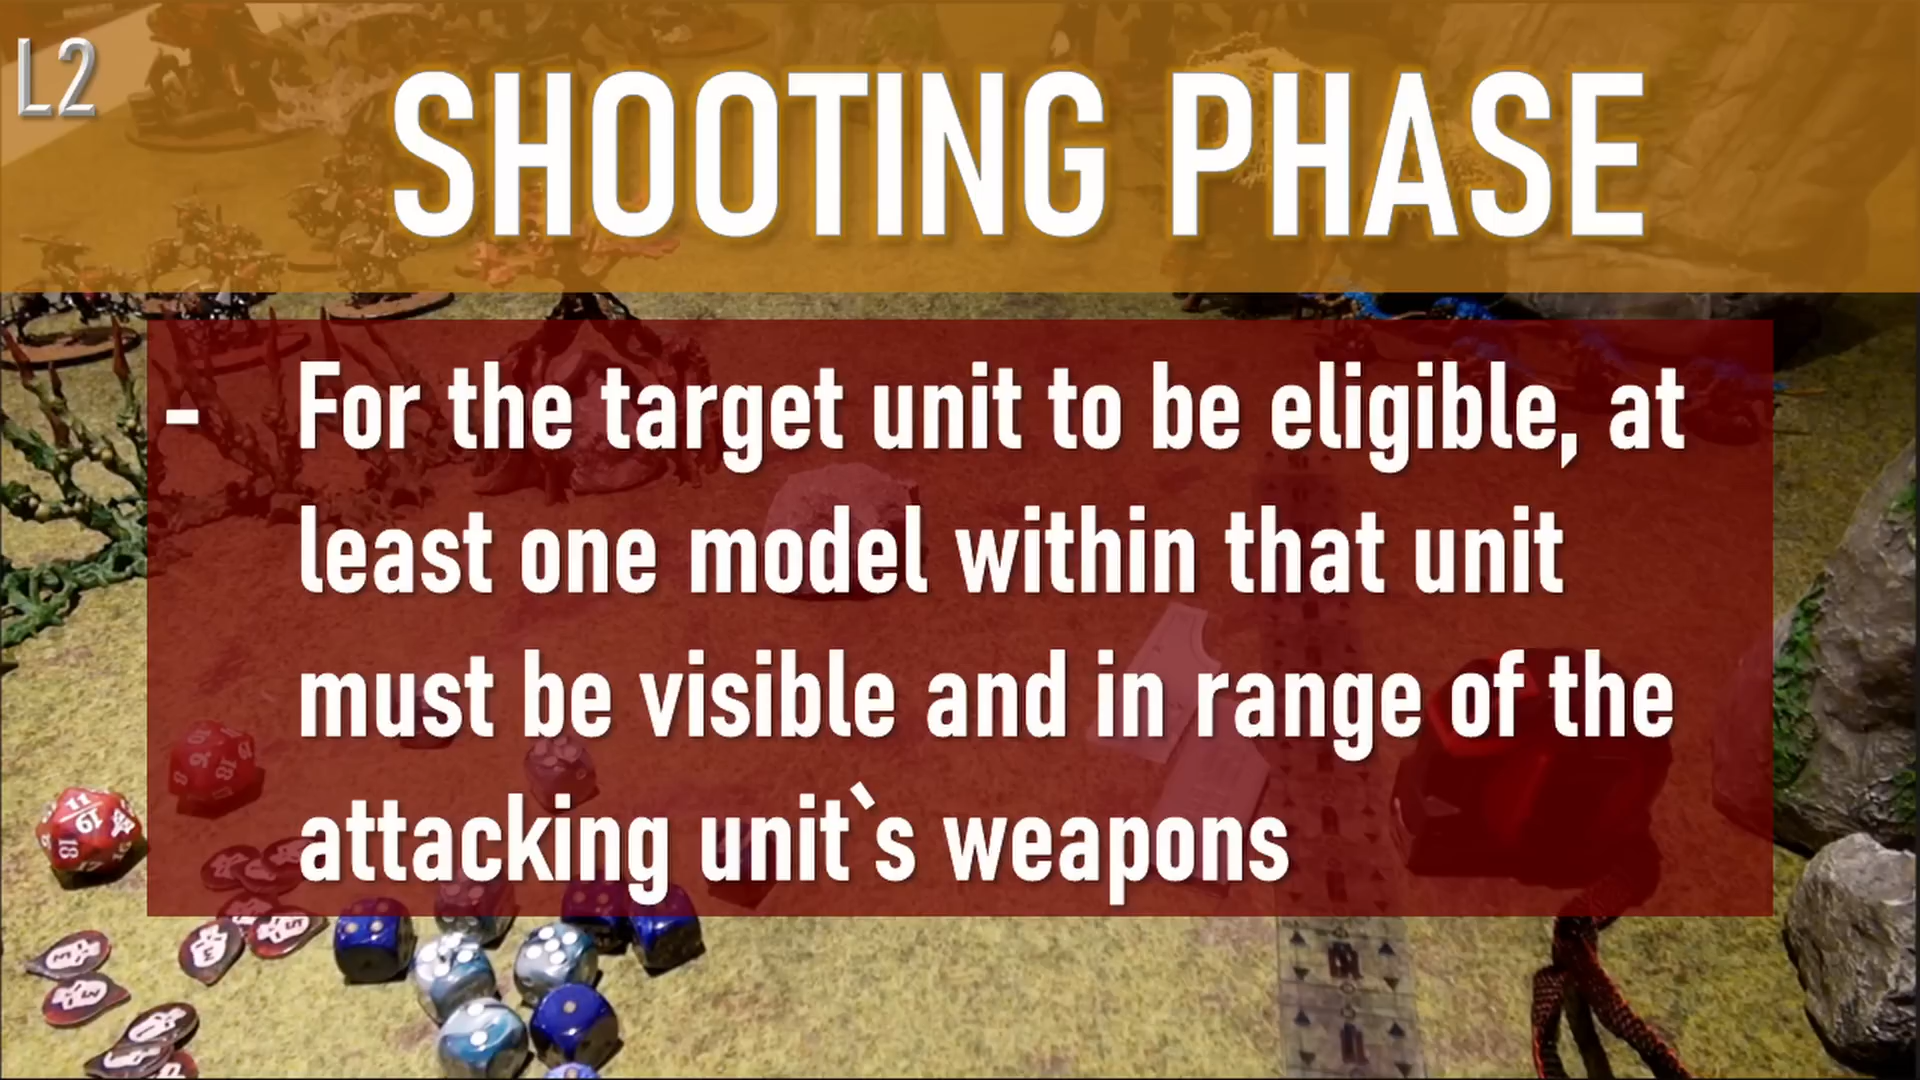 L2
SHOOTING PHASE
- For the target unit to be eligible, at
least one model within that unit
must be visible and in range of the
attacking unit`s weapons